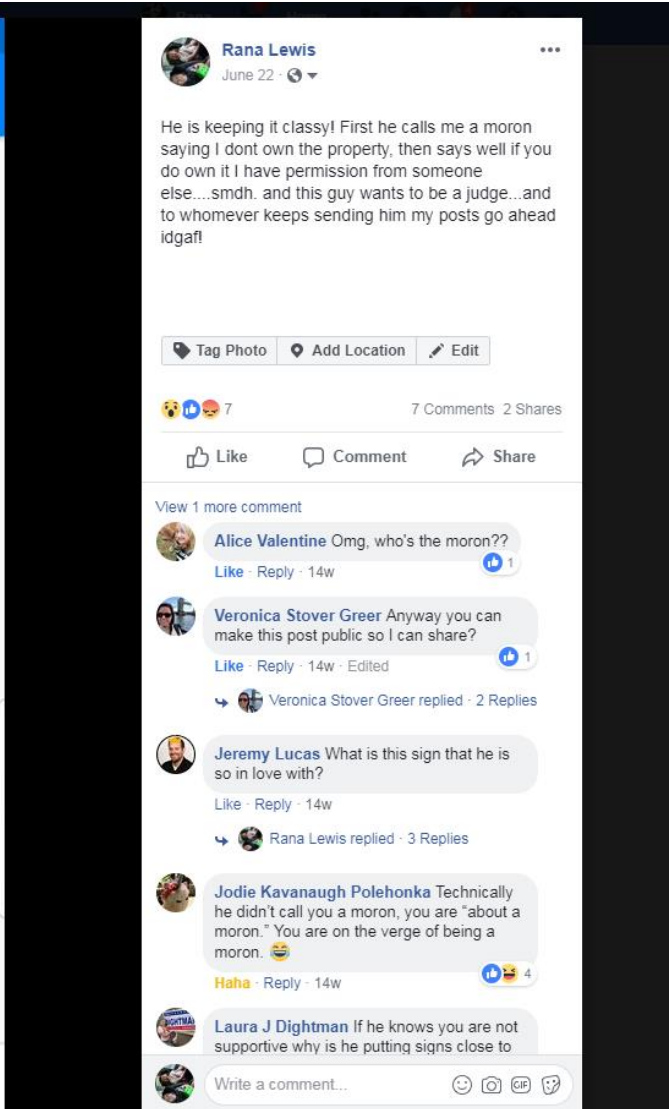 Rana Lewis
June 22 ·
He is keeping it classy! First he calls me a moron
saying I dont own the property, then says well if you
do own it I have permission from someone
else....smdh. and this guy wants to be a judge...and
to whomever keeps sending him my posts go ahead
idgaf!
Tag Photo Add Location Edit
7 7 Comments 2 Shares
Like Comment Share
View 1 more comment
Alice Valentine Omg, who's the moron??
1
Like · Reply · 14w
Veronica Stover Greer Anyway you can
make this post public so I can share?
1
Like · Reply · 14w · Edited
Veronica Stover Greer replied · 2 Replies
Jeremy Lucas What is this sign that he is
so in love with?
Like · Reply · 14w
Rana Lewis replied · 3 Replies
Jodie Kavanaugh Polehonka Technically
he didn't call you a moron, you are “about a
moron.” You are on the verge of being a
moron.
4
Haha · Reply · 14w
Laura J Dightman If he knows you are not
supportive why is he putting signs close to
Write a comment...
GIF